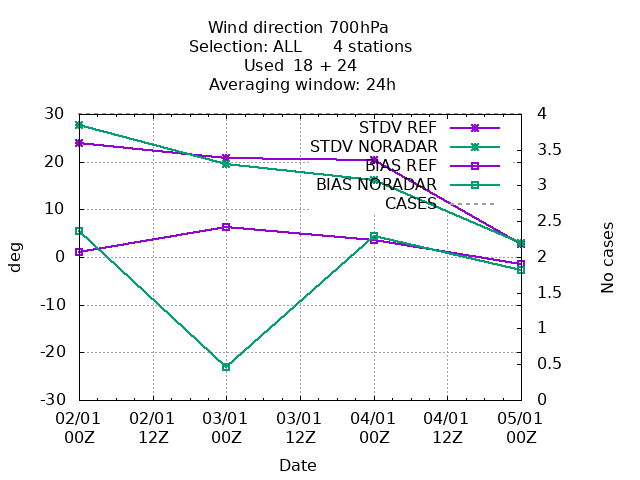 Wind direction 700hPa
Selection: ALL 4 stations
Used 18 + 24
Averaging window: 24h
30
20
10
0
-10
-20
-30
deg
4
3.5
3
2.5
2
1.5
1
0.5
0
No cases
STDV REF
STDV NORADAR
BIAS REF
BIAS NORADAR
CASES
02/01 02/01 03/01 03/01 04/01 04/01 05/01
00Z 12Z 00Z 12Z 00Z 12Z 00Z
Date